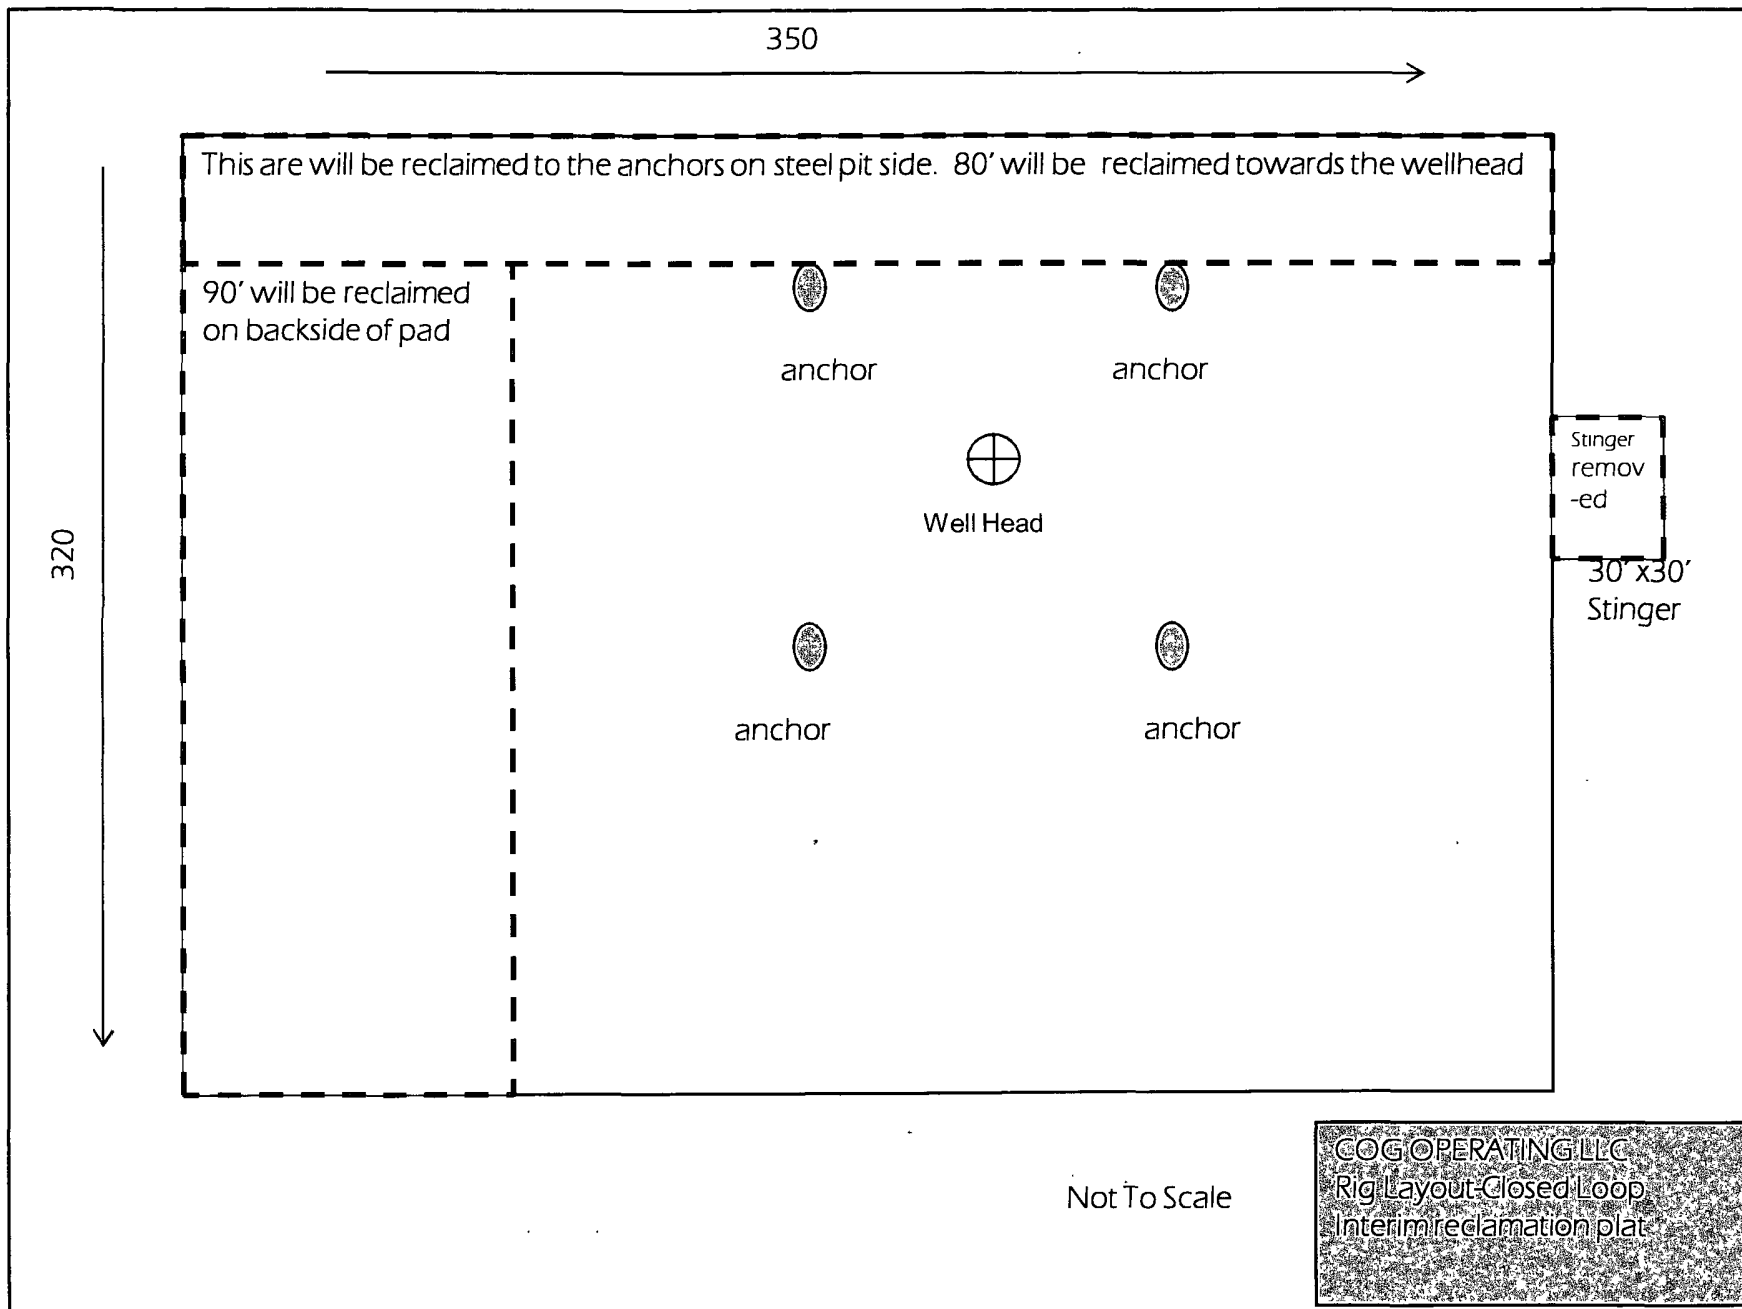 350
This are will be reclaimed to the anchors on steel pit side. 80' will be reclaimed towards the wellhead
90' will be reclaimed
on backside of pad
anchor
anchor
Stinger
remov
-ed
Well Head
320
30' x30'
Stinger
anchor
anchor
COG OPERATING LLC
Rig Layout-Closed Loop
Interim reclamation plat
Not To Scale